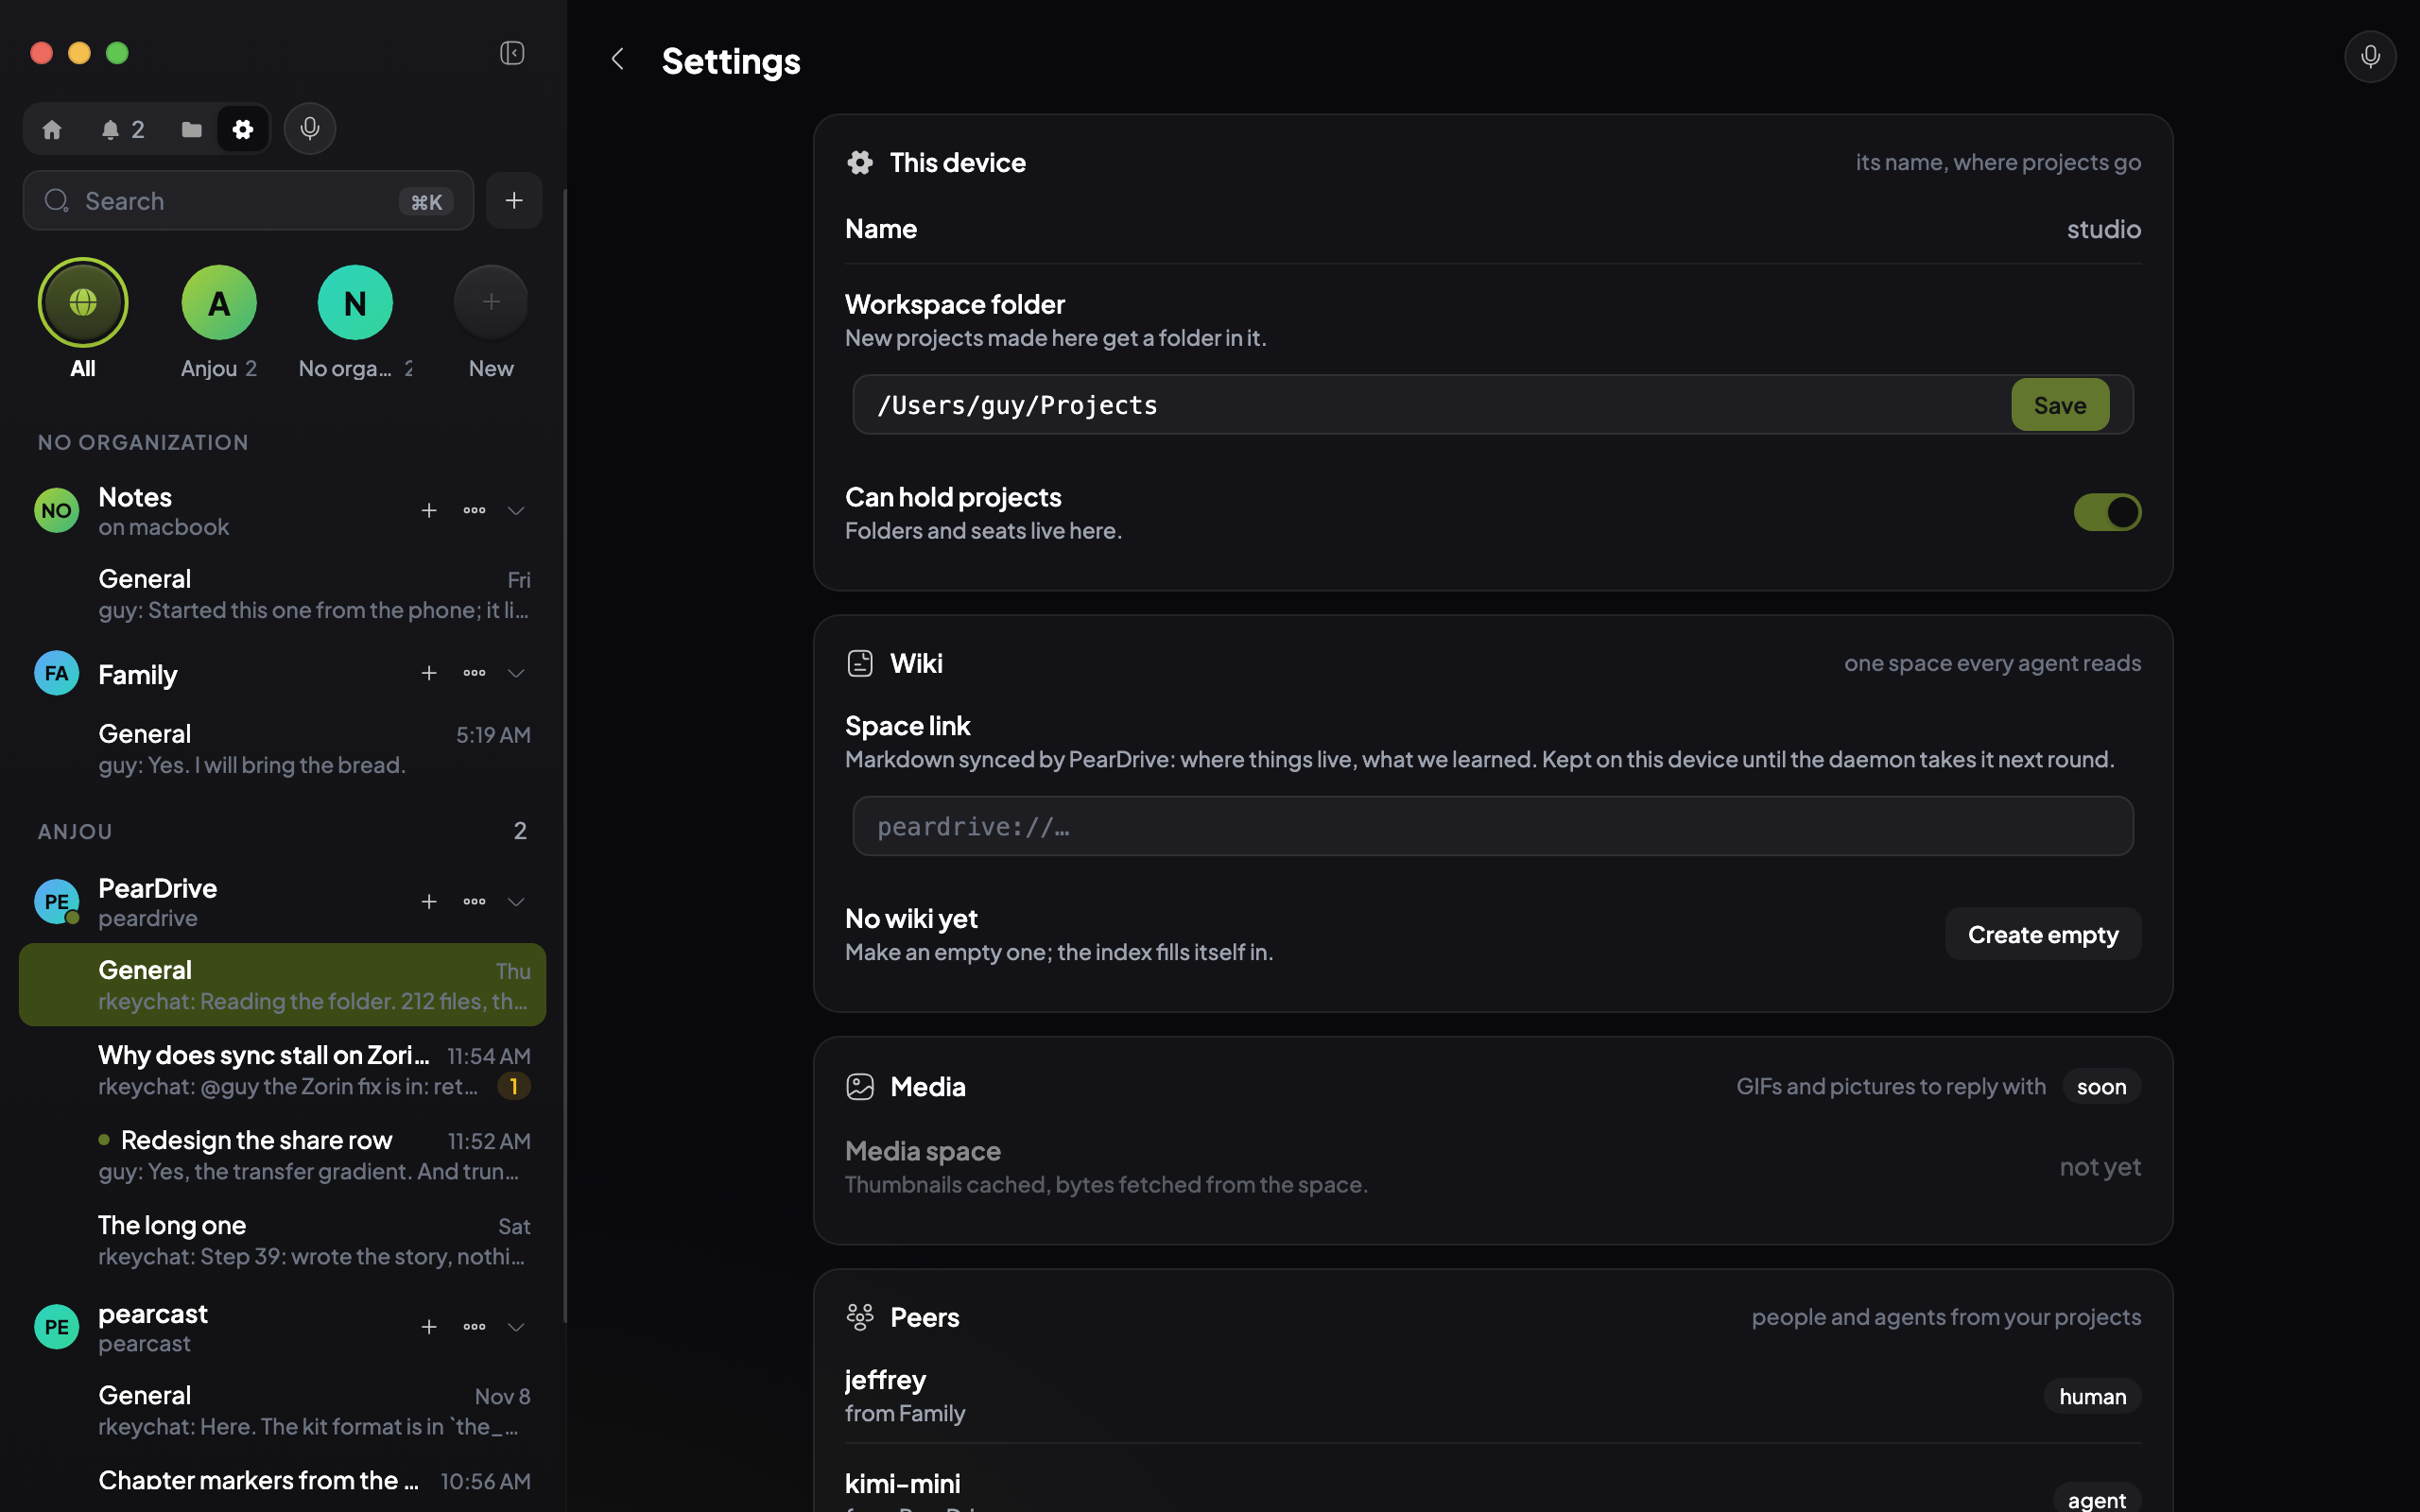 Settings
2
Search
⌘K
A
N
All
Anjou 2
No orga...
New
NO ORGANIZATION
NO
Notes
on macbook
General
Fri
guy: Started this one from the phone; it li...
FA
Family
General
5:19 AM
guy: Yes. I will bring the bread.
ANJOU
2
PE
PearDrive
peardrive
General
Thu
rkeychat: Reading the folder. 212 files, th...
Why does sync stall on Zori...
11:54 AM
rkeychat: @guy the Zorin fix is in: ret...
1
Redesign the share row
11:52 AM
guy: Yes, the transfer gradient. And trun...
The long one
Sat
rkeychat: Step 39: wrote the story, nothi...
PE
pearcast
pearcast
General
Nov 8
rkeychat: Here. The kit format is in `the_...
Chapter markers from the ...
10:56 AM
This device
its name, where projects go
Name
studio
Workspace folder
New projects made here get a folder in it.
/Users/guy/Projects
Save
Can hold projects
Folders and seats live here.
Wiki
one space every agent reads
Space link
Markdown synced by PearDrive: where things live, what we learned. Kept on this device until the daemon takes it next round.
peardrive://…
No wiki yet
Make an empty one; the index fills itself in.
Create empty
Media
GIFs and pictures to reply with
soon
Media space
Thumbnails cached, bytes fetched from the space.
not yet
Peers
people and agents from your projects
jeffrey
from Family
human
kimi-mini
agent